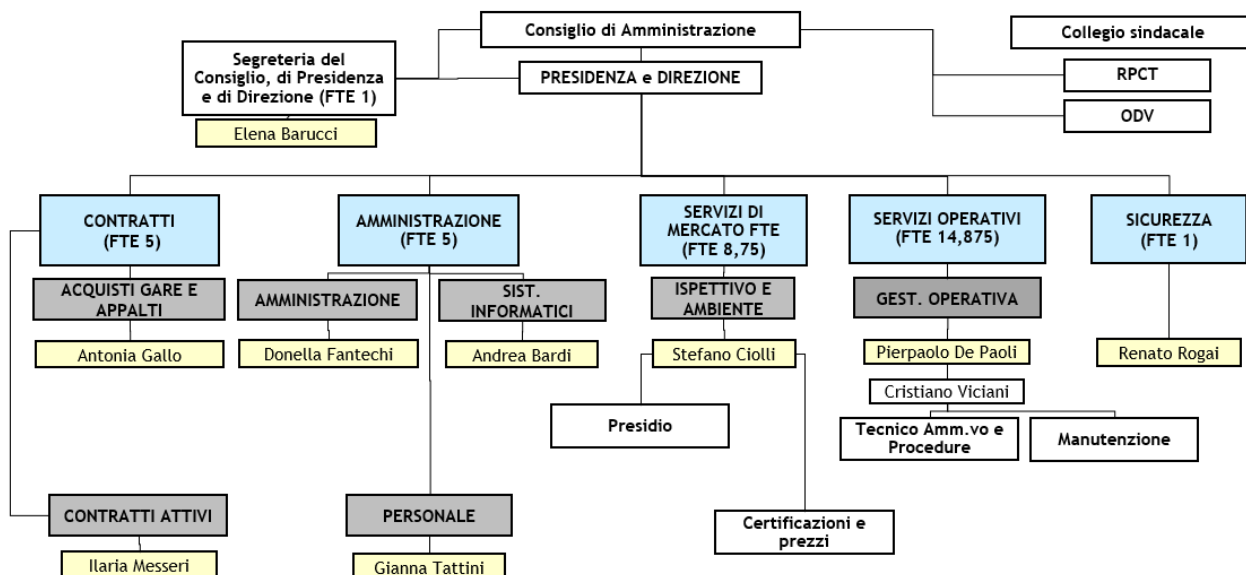 Consiglio di Amministrazione
Collegio sindacale
Segreteria del
Consiglio, di Presidenza
e di Direzione (FTE 1)
PRESIDENZA e DIREZIONE
RPCT
ODV
Elena Barucci
CONTRATTI
(FTE 5)
AMMINISTRAZIONE
(FTE 5)
SERVIZI DI
MERCATO FTE
(FTE 8,75)
SERVIZI OPERATIVI
(FTE 14,875)
SICUREZZA
(FTE 1)
ACQUISTI GARE E
APPALTI
AMMINISTRAZIONE
SIST.
INFORMATICI
ISPETTIVO E
AMBIENTE
GEST. OPERATIVA
Antonia Gallo
Donella Fantechi
Andrea Bardi
Stefano Ciolli
Pierpaolo De Paoli
Renato Rogai
Cristiano Viciani
Presidio
Tecnico Amm.vo e
Procedure
Manutenzione
CONTRATTI ATTIVI
PERSONALE
Certificazioni e
prezzi
Ilaria Messeri
Gianna Tattini